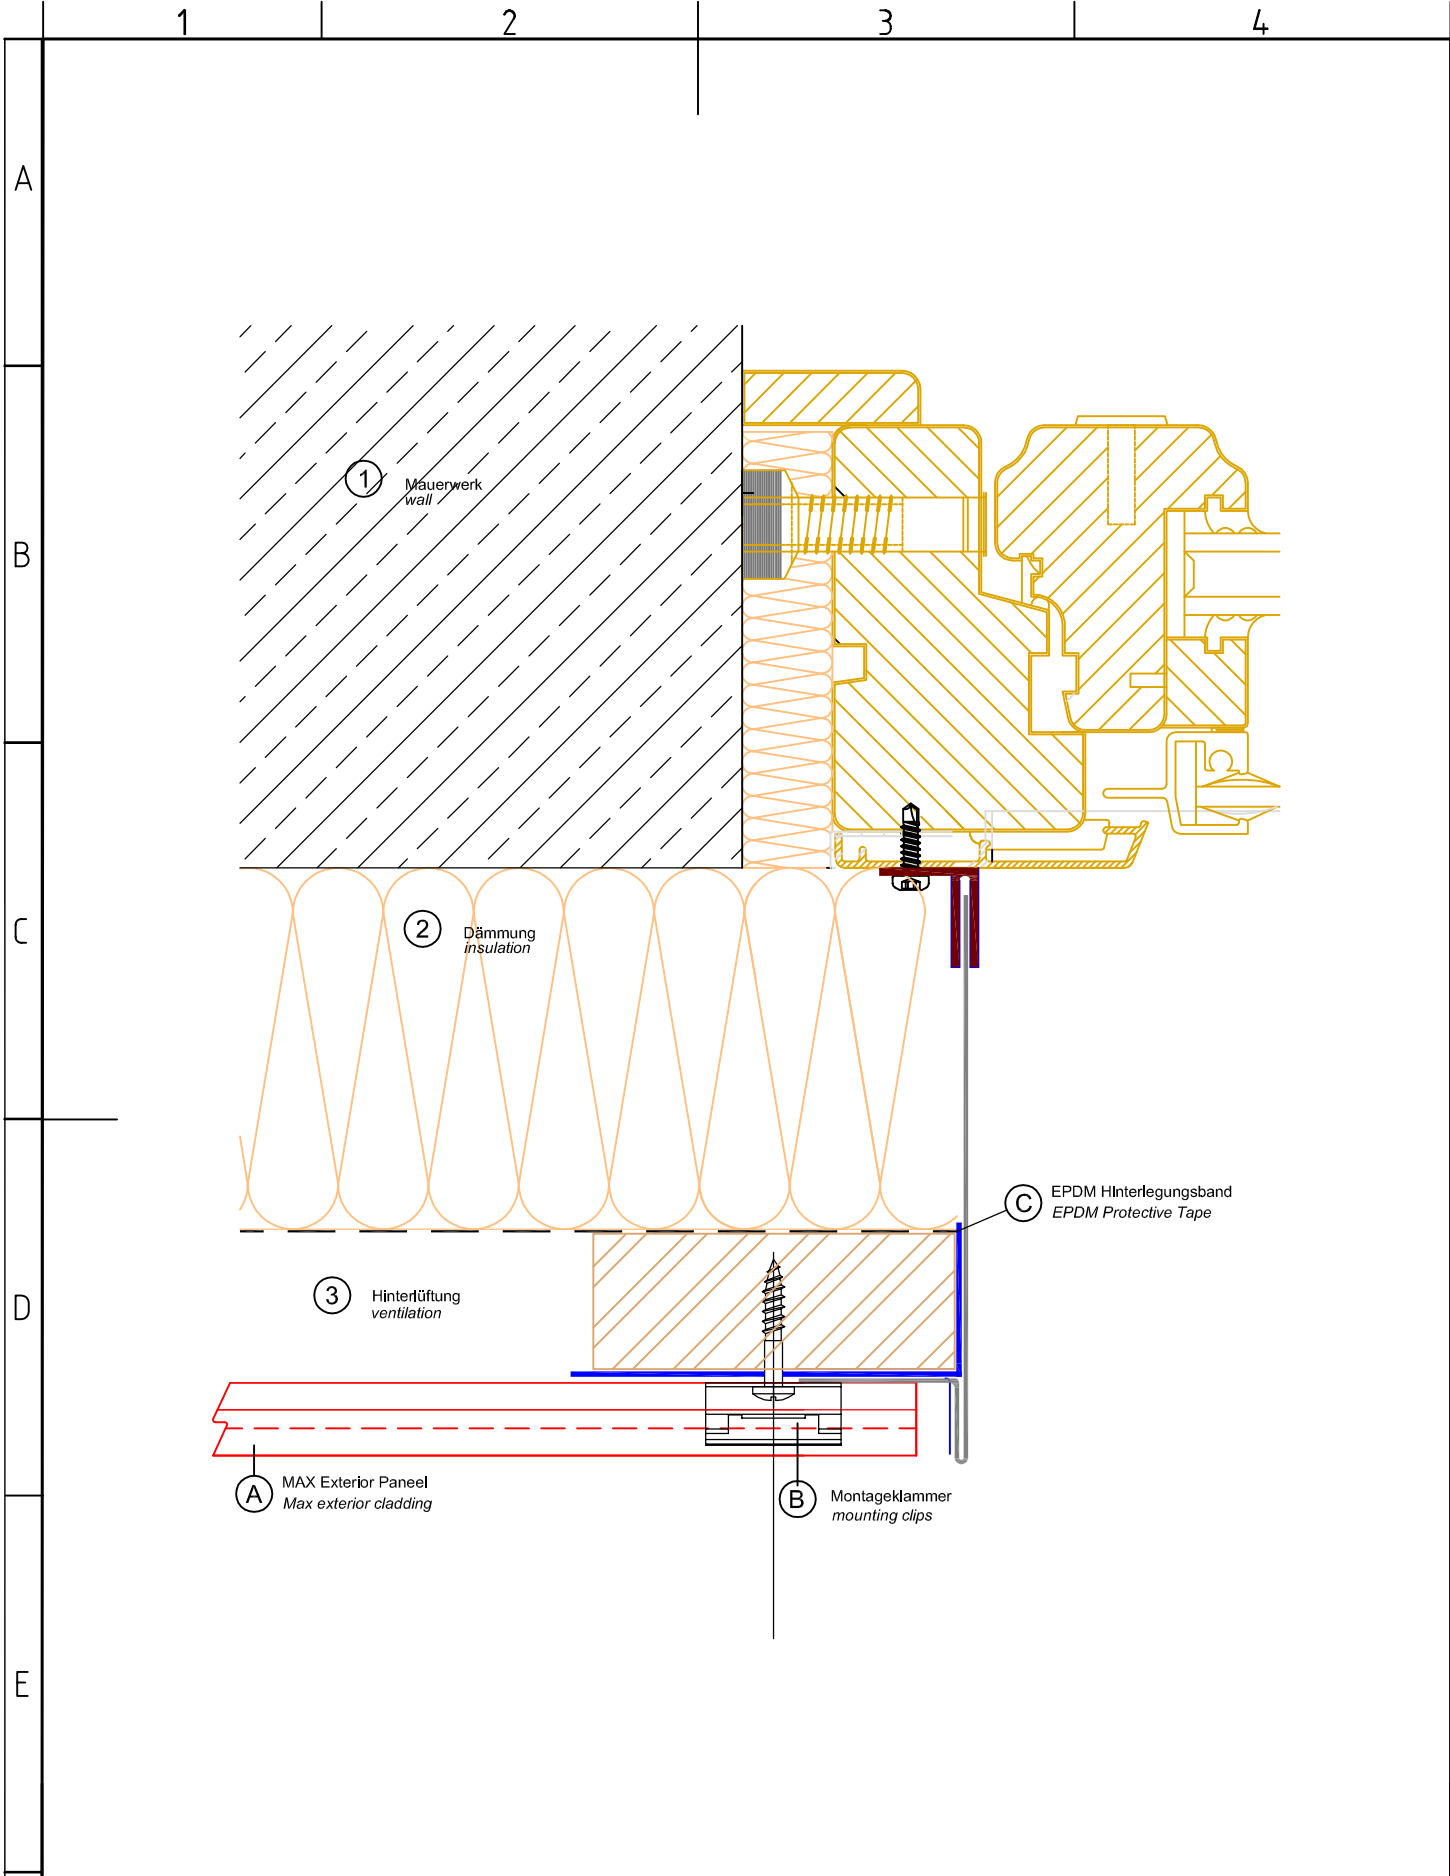 1 2 3 4
A
B
C
D
E
1
Mauerwerk
wall
2
Dämmung
insulation
C
EPDM Hinterlegungsband
EPDM Protective Tape
3
Hinterlüftung
ventilation
A
MAX Exterior Paneel
Max exterior cladding
B
Montageklammer
mounting clips